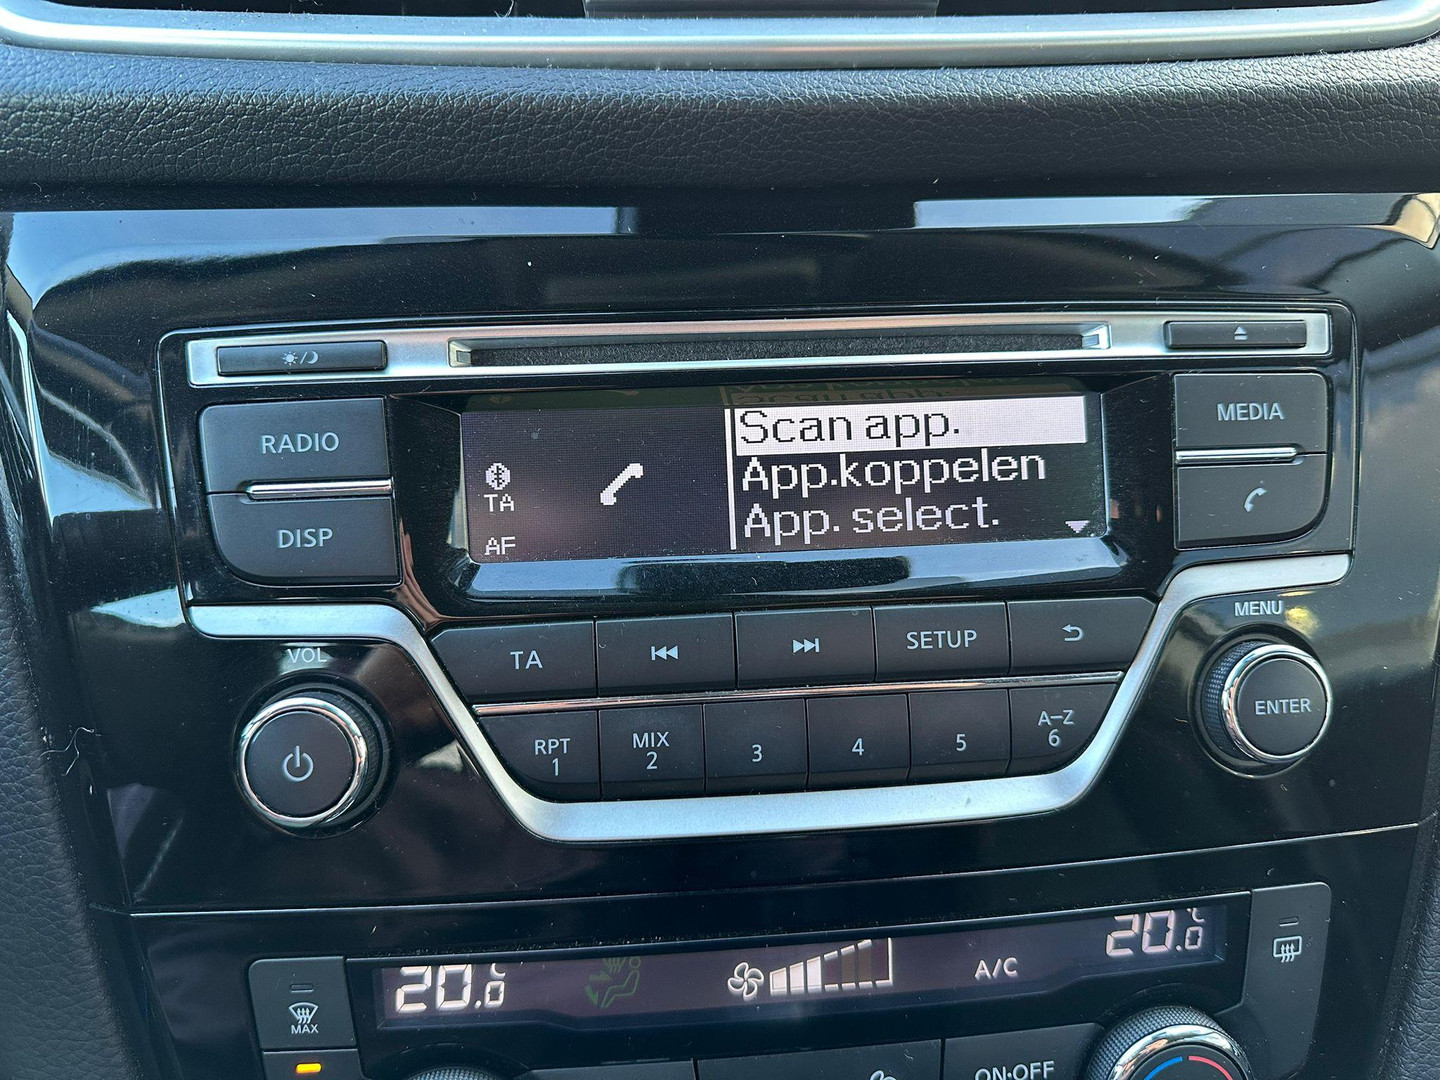 RADIO
DISP
MEDIA
Scan app.
App.koppelen
App. select.
TA
AF
VOL
MENU
ENTER
TA
SETUP
RPT
1
MIX
2
3
4
5
A-Z
6
20.0 °C
A/C
20.0 °C
MAX
ON·OFF